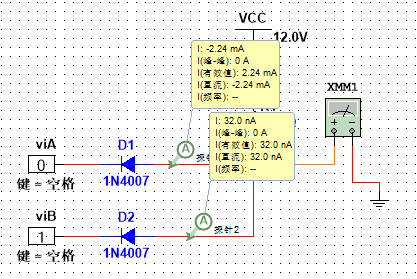 VCC
12.0V
I: -2.24 mA
I(峰-峰): 0 A
I(有效值): 2.24 mA
I(直流): -2.24 mA
I(频率): --
XMM1
I: 32.0 nA
I(峰-峰): 0 A
I(有效值): 32.0 nA
I(直流): 32.0 nA
I(频率): --
viA
D1
A
0
键 = 空格
1N4007
viB
D2
A
1
探针2
键 = 空格
1N4007